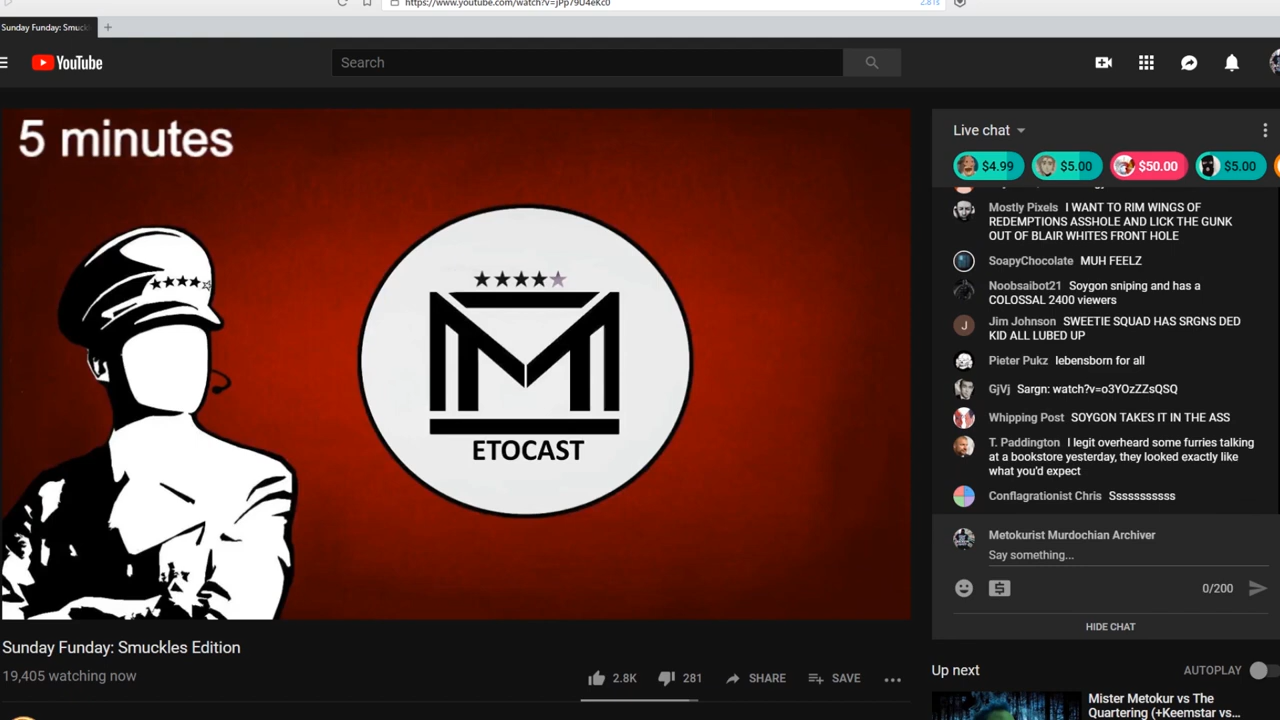 https://www.youtube.com/watch?v=jPp79U4eKc0
2.81s
Sunday Funday: Smuck
YouTube
Search
5 minutes
ETOCAST
Live chat
$4.99
$5.00
$50.00
$5.00
Mostly Pixels I WANT TO RIM WINGS OF
REDEMPTIONS ASSHOLE AND LICK THE GUNK
OUT OF BLAIR WHITES FRONT HOLE
SoapyChocolate MUH FEELZ
Noobsaibot21 Soygon sniping and has a
COLOSSAL 2400 viewers
J
Jim Johnson SWEETIE SQUAD HAS SRGNS DED
KID ALL LUBED UP
Pieter Pukz lebensborn for all
GjVj Sargn: watch?v=o3YOzZZsQSQ
Whipping Post SOYGON TAKES IT IN THE ASS
T. Paddington I legit overheard some furries talking
at a bookstore yesterday, they looked exactly like
what you'd expect
Conflagrationist Chris Sssssssssss
Metokurist Murdochian Archiver
Say something...
0/200
HIDE CHAT
Sunday Funday: Smuckles Edition
19,405 watching now
2.8K
281
SHARE
SAVE
Up next
AUTOPLAY
Mister Metokur vs The
Quartering (+Keemstar vs...